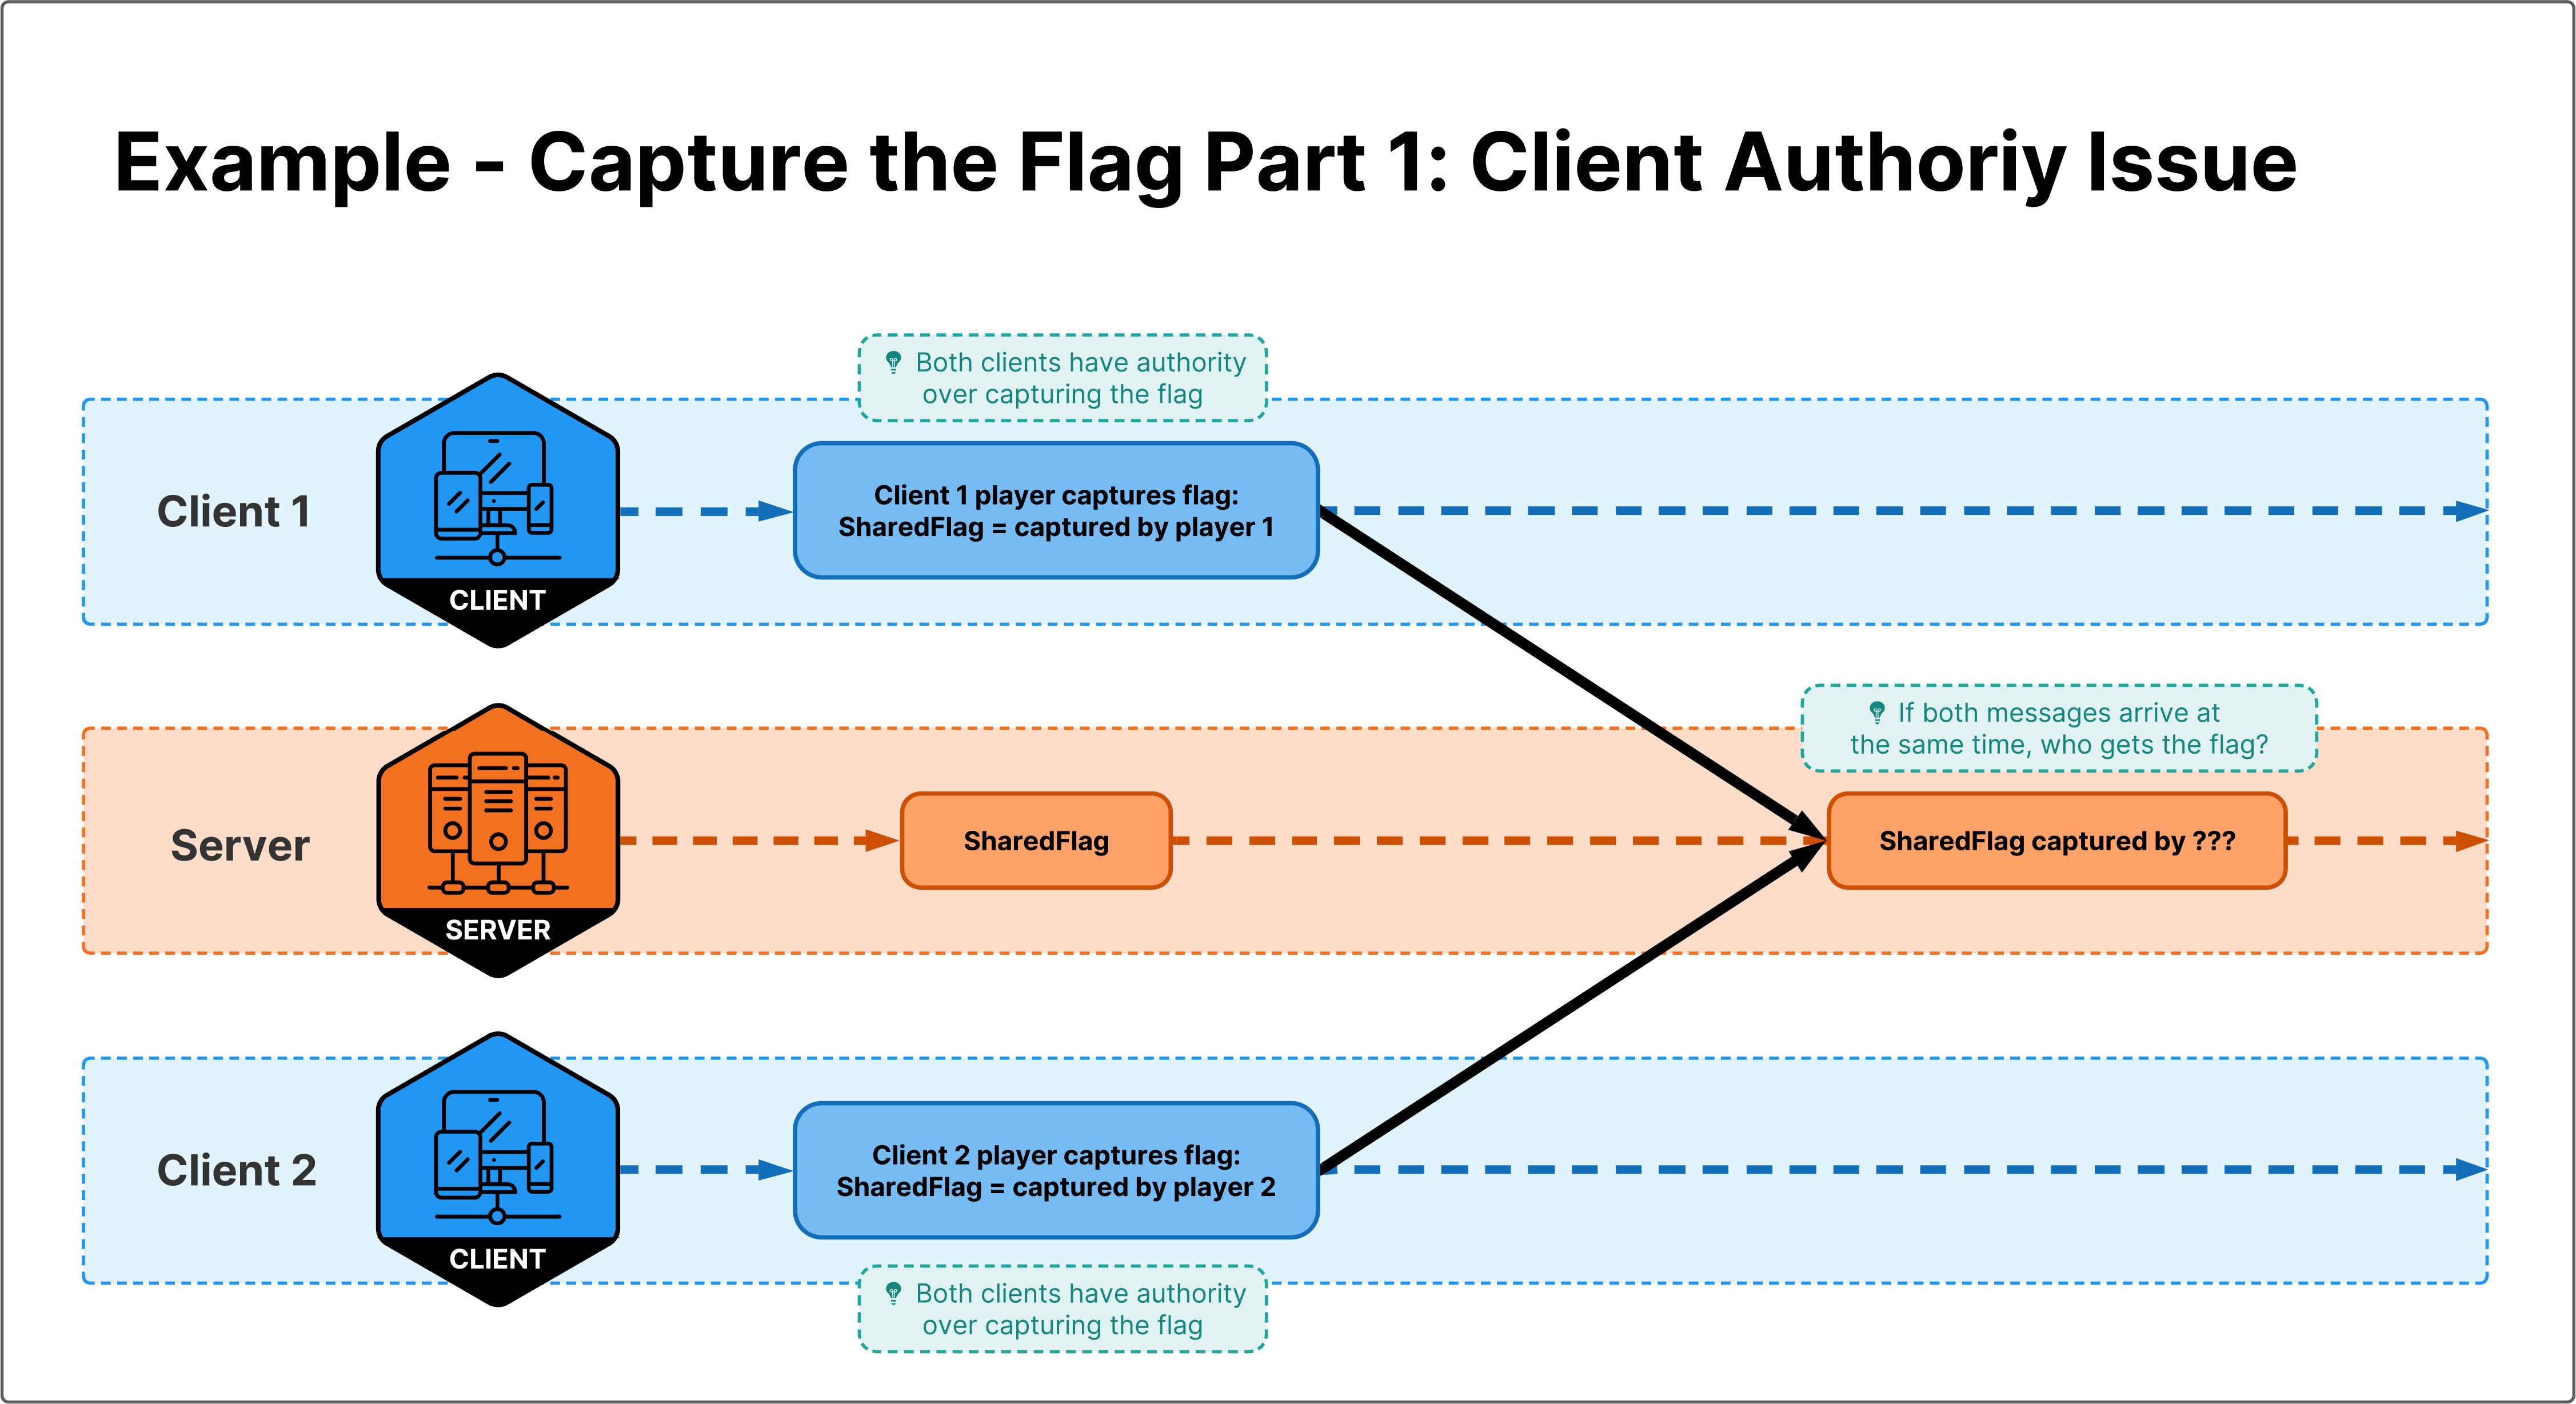 Example - Capture the Flag Part 1: Client Authoriy Issue
Both clients have authority
over capturing the flag
Client 1
CLIENT
Client 1 player captures flag:
SharedFlag = captured by player 1
If both messages arrive at
the same time, who gets the flag?
Server
SERVER
SharedFlag
SharedFlag captured by ???
Client 2
CLIENT
Client 2 player captures flag:
SharedFlag = captured by player 2
Both clients have authority
over capturing the flag